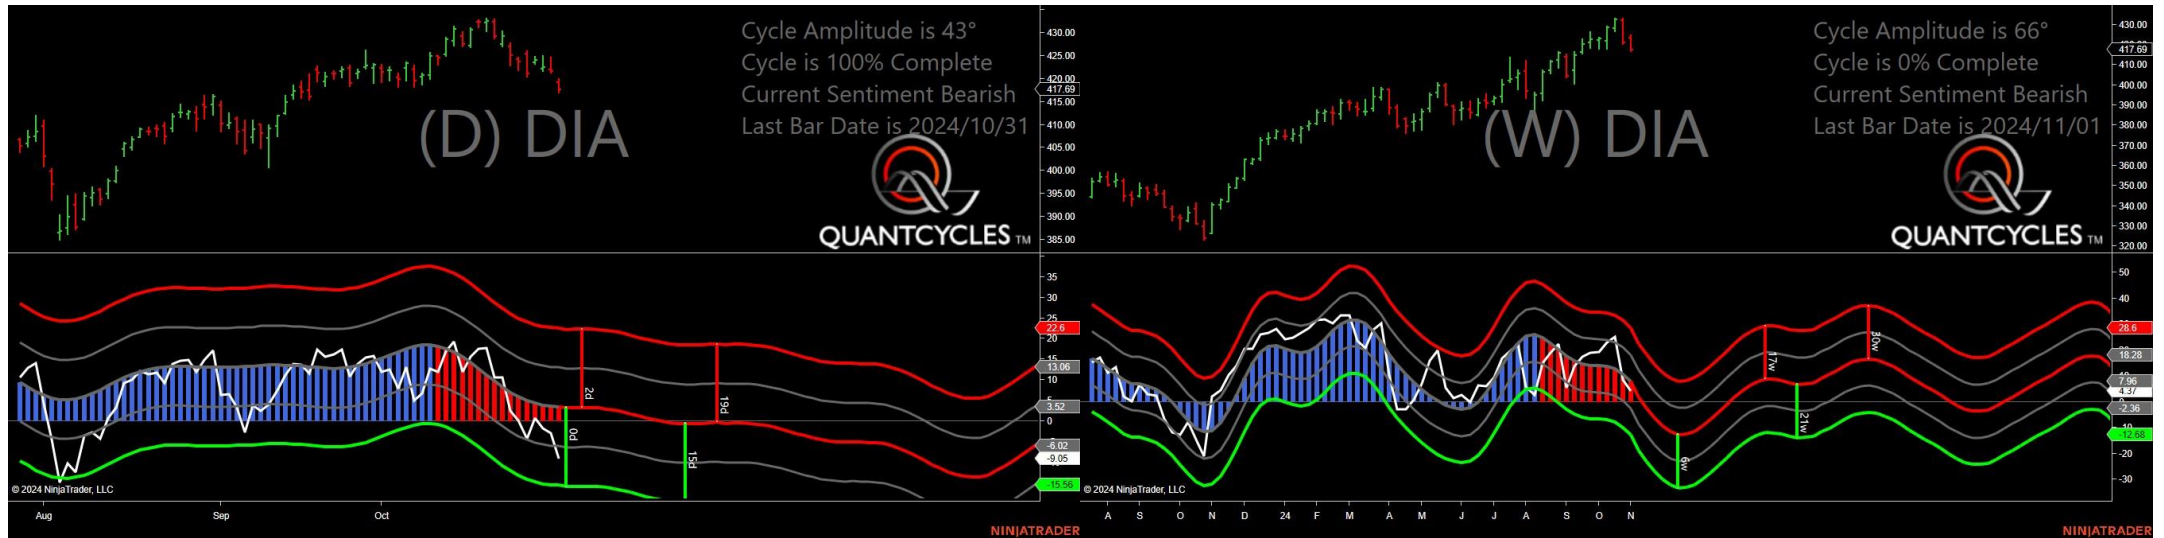 Cycle Amplitude is 43°
Cycle is 100% Complete
Current Sentiment Bearish
Last Bar Date is 2024/10/31
(D) DIA
QUANTCYCLES TM
430.00
425.00
420.00
417.69
415.00
410.00
405.00
400.00
395.00
390.00
385.00
35
30
25
22.6
20
15
13.06
10
3.52
0
-6.02
-9.05
-15.56
2d
0d
19d
15d
© 2024 NinjaTrader, LLC
Aug Sep Oct
NINJATRADER
Cycle Amplitude is 66°
Cycle is 0% Complete
Current Sentiment Bearish
Last Bar Date is 2024/11/01
(W) DIA
QUANTCYCLES TM
430.00
417.69
410.00
400.00
390.00
380.00
370.00
360.00
350.00
340.00
330.00
320.00
50
40
28.6
18.28
7.96
4.37
-2.36
-12.68
-20
-30
17w
30w
21w
6w
© 2024 NinjaTrader, LLC
A S O N D 24 F M A M J J A S O N
NINJATRADER